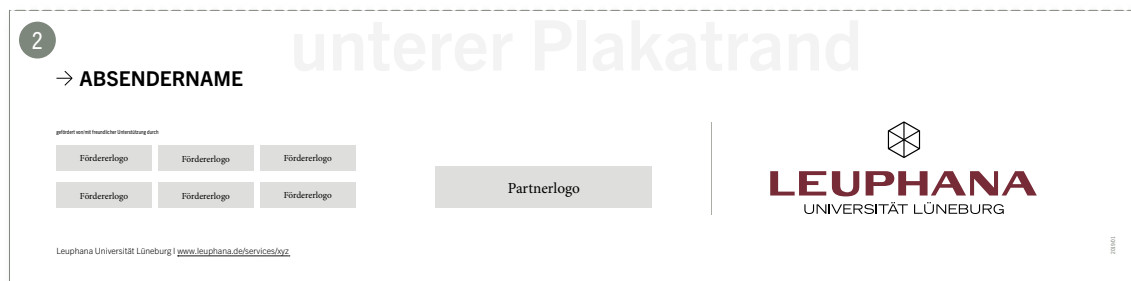 unterer Plakatrand
2
→ ABSENDERNAME
gefördert von/mit freundlicher Unterstützung durch
Fördererlogo Fördererlogo Fördererlogo
Fördererlogo Fördererlogo Fördererlogo
Partnerlogo
LEUPHANA
UNIVERSITÄT LÜNEBURG
Leuphana Universität Lüneburg I www.leuphana.de/services/xyz